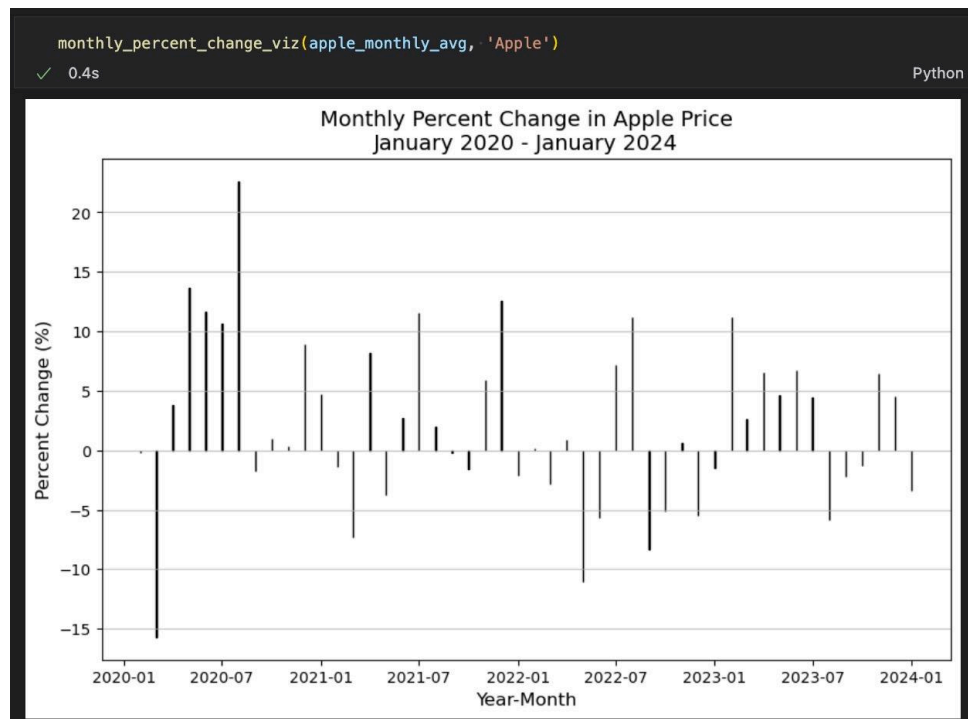 monthly_percent_change_viz(apple_monthly_avg, 'Apple')
✓ 0.4s
Python
Monthly Percent Change in Apple Price
January 2020 - January 2024
Percent Change (%)
20
15
10
5
0
−5
−10
−15
2020-01 2020-07 2021-01 2021-07 2022-01 2022-07 2023-01 2023-07 2024-01
Year-Month